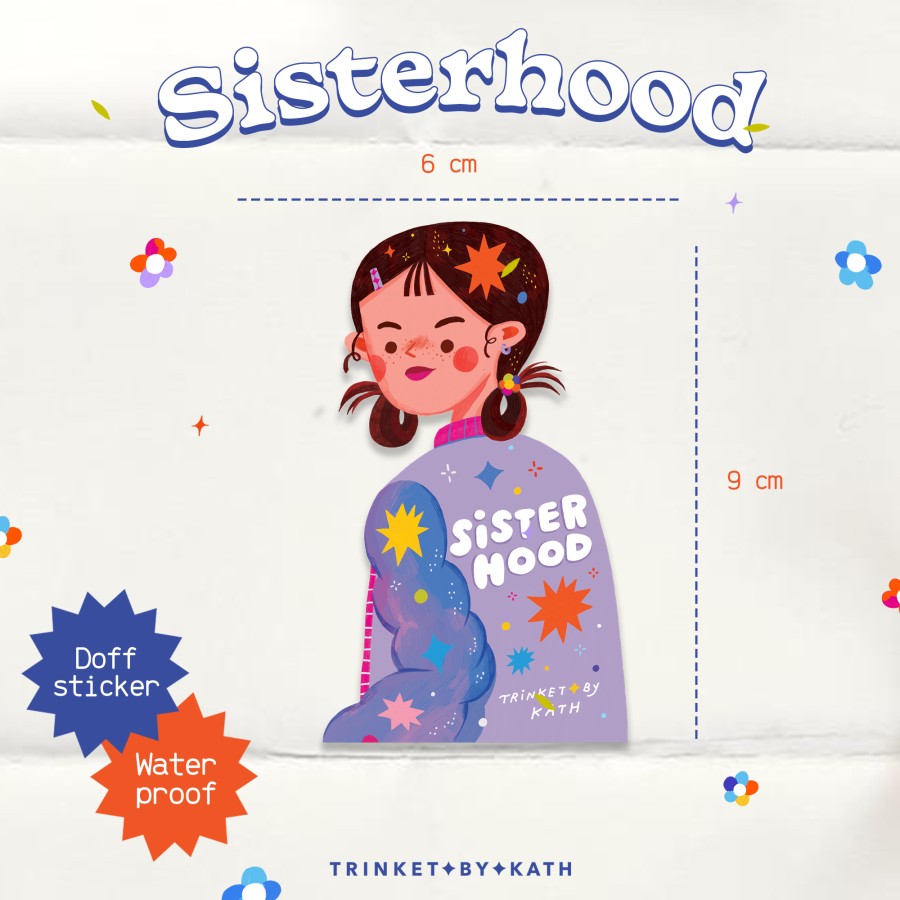 Sisterhood
6 cm
9 cm
SiSTER
HOOD
TRiNKET✦BY
KATH
Doff
sticker
Water
proof
TRINKET✦BY✦KATH